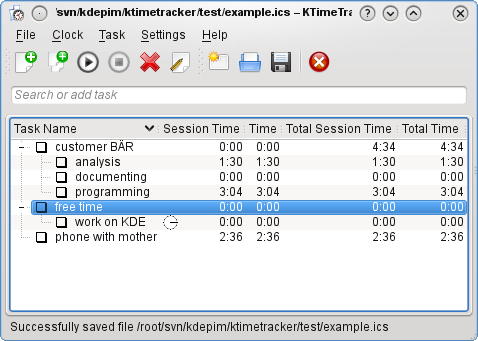 'svn/kdepim/ktimetracker/test/example.ics – KTimeTra
File Clock Task Settings Help
Search or add task
Task Name Session Time Time Total Session Time Total Time
customer BÄR 0:00 0:00 4:34 4:34
analysis 1:30 1:30 1:30 1:30
documenting 0:00 0:00 0:00 0:00
programming 3:04 3:04 3:04 3:04
free time 0:00 0:00 0:00 0:00
work on KDE 0:00 0:00 0:00 0:00
phone with mother 2:36 2:36 2:36 2:36
Successfully saved file /root/svn/kdepim/ktimetracker/test/example.ics